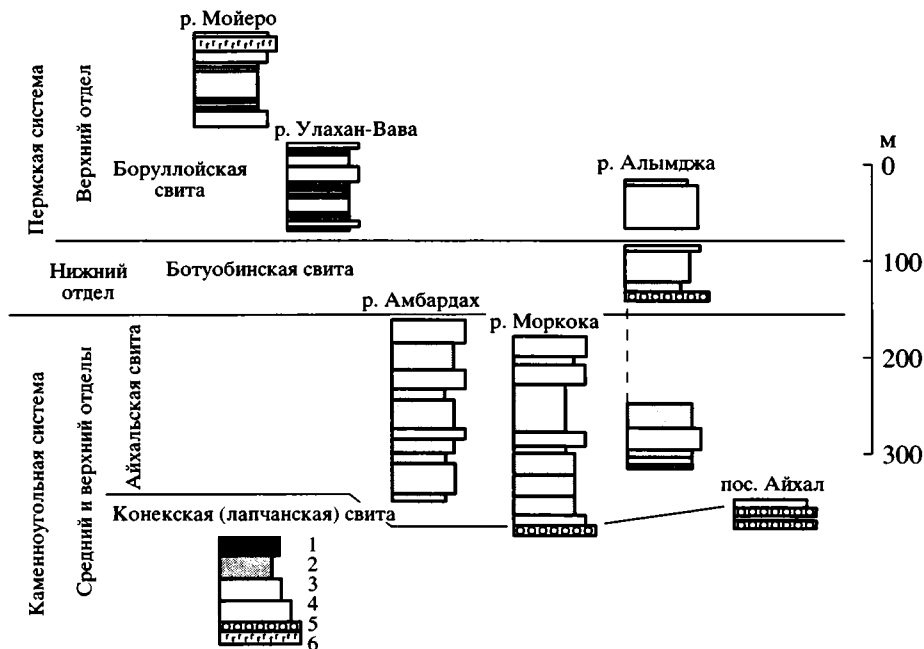 р. Мойеро
р. Улахан-Вава
м
0
р. Алымджа
Пермская система
Верхний отдел
Боруллойская
свита
100
Нижний
отдел
Ботуобинская свита
р. Амбардах
р. Моркока
200
Каменноугольная система
Средний и верхний отделы
Айхальская свита
300
пос. Айхал
Конекская (лапчанская) свита
1
2
3
4
5
6